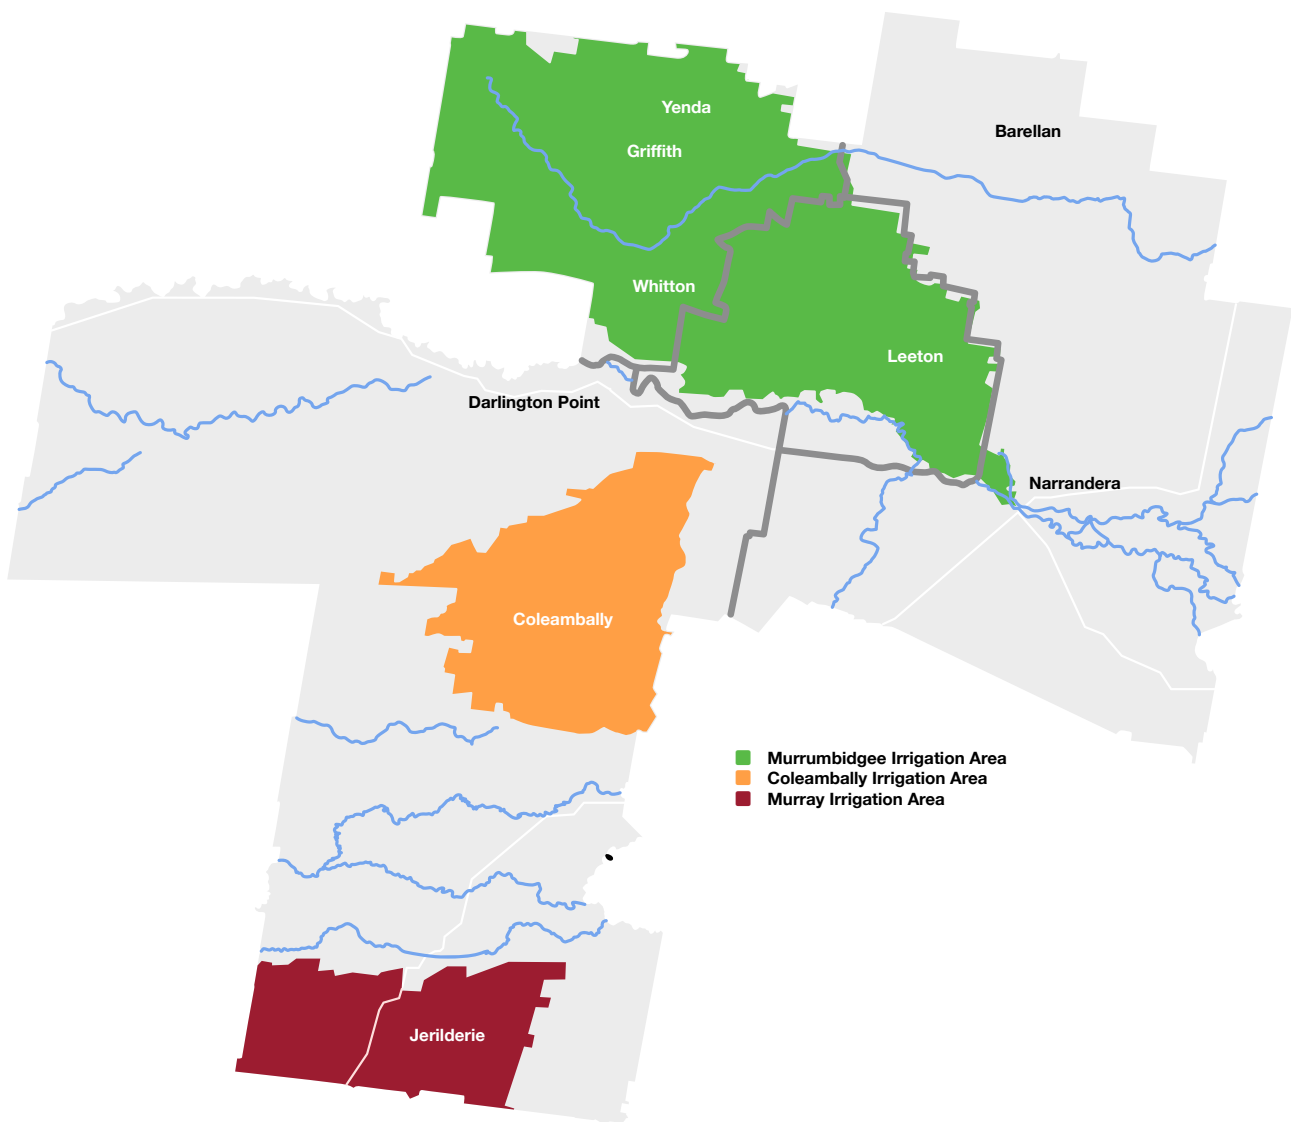 Yenda
Barellan
Griffith
Whitton
Leeton
Darlington Point
Narrandera
Coleambally
Murrumbidgee Irrigation Area
Coleambally Irrigation Area
Murray Irrigation Area
Jerilderie